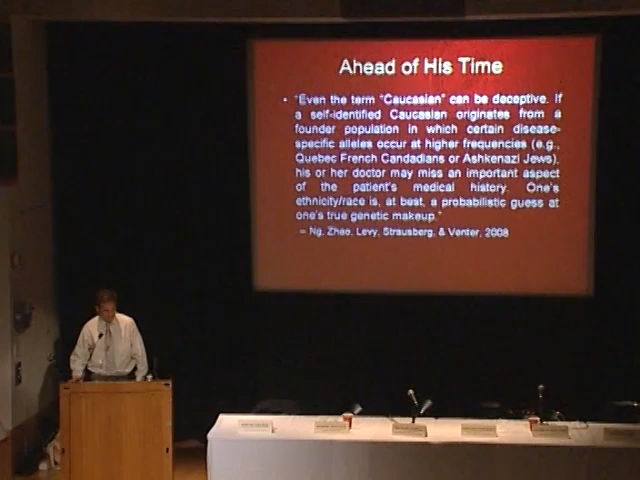 Ahead of His Time
• "Even the term "Caucasian" can be deceptive. If
a self-identified Caucasian originates from a
founder population in which certain disease-
specific alleles occur at higher frequencies (e.g.,
Quebec French Candadians or Ashkenazi Jews),
his or her doctor may miss an important aspect
of the patient's medical history. One's
ethnicity/race is, at best, a probabilistic guess at
one's true genetic makeup."
– Ng, Zhao, Levy, Strausberg, & Venter, 2008